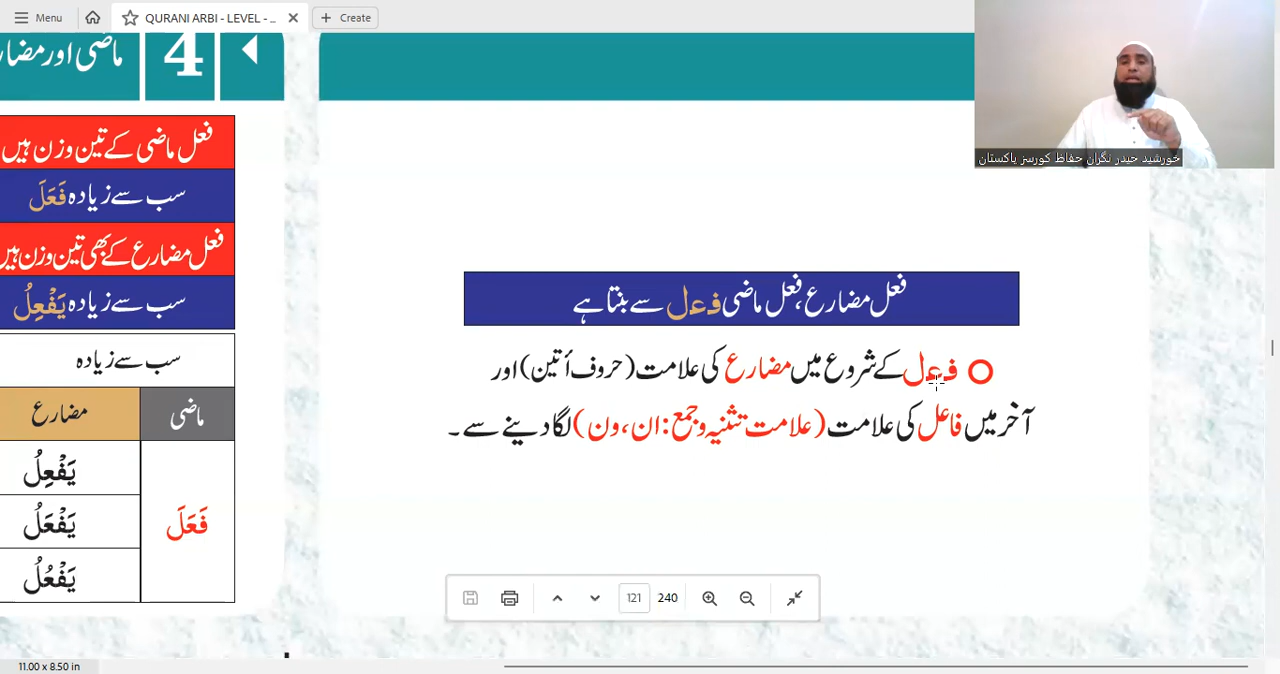 Menu
QURANI ARBI - LEVEL - ...
Create
خورشید حیدر نگران حفاظ کورسز پاکستان
فعل مضارع، فعل ماضی فعل سے بنتا ہے
فعل کے شروع میں مضارع کی علامت (حروف أتین) اور
آخر میں فاعل کی علامت (علامت تثنیہ و جمع: ان، ون) لگا دینے سے۔
4
ماضی اور مضا
فعل ماضی کے تین وزن ہیں
سب سے زیادہ فَعَلَ
فعل مضارع کے بھی تین وزن ہیں
سب سے زیادہ يَفْعِلُ
سب سے زیادہ
ماضی مضارع
فَعَلَ
يَفْعِلُ
يَفْعَلُ
يَفْعُلُ
121 240
11.00 x 8.50 in